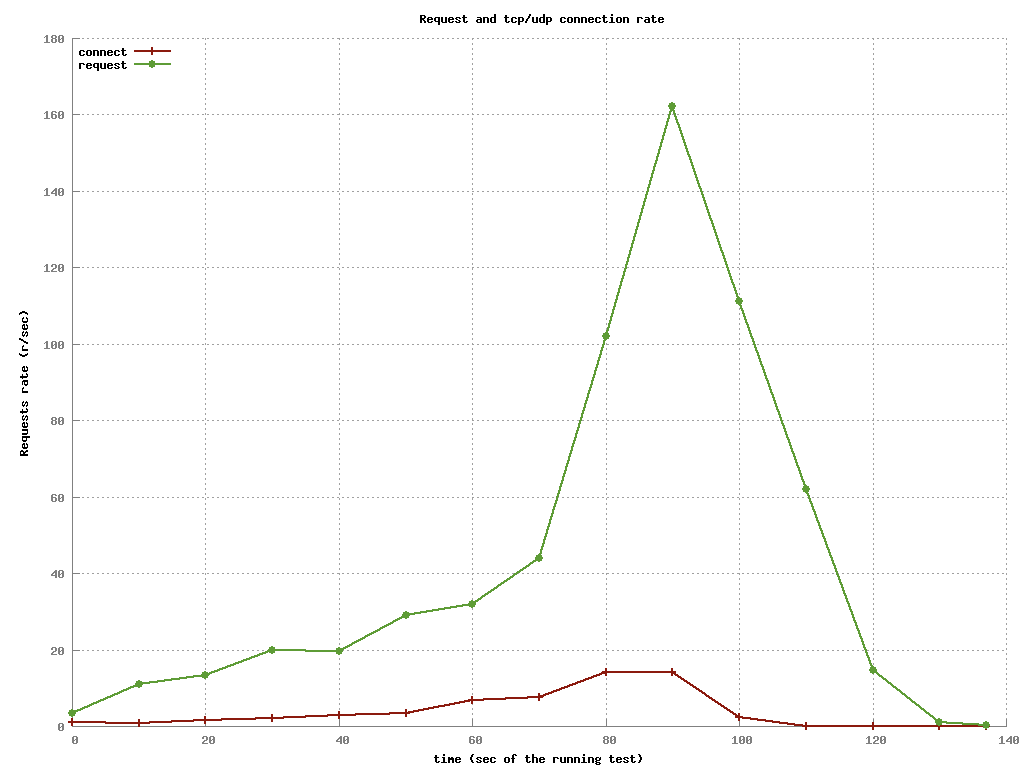 Request and tcp/udp connection rate
180
connect
request
160
140
120
100
80
60
40
20
0
Requests rate (r/sec)
0 20 40 60 80 100 120 140
time (sec of the running test)